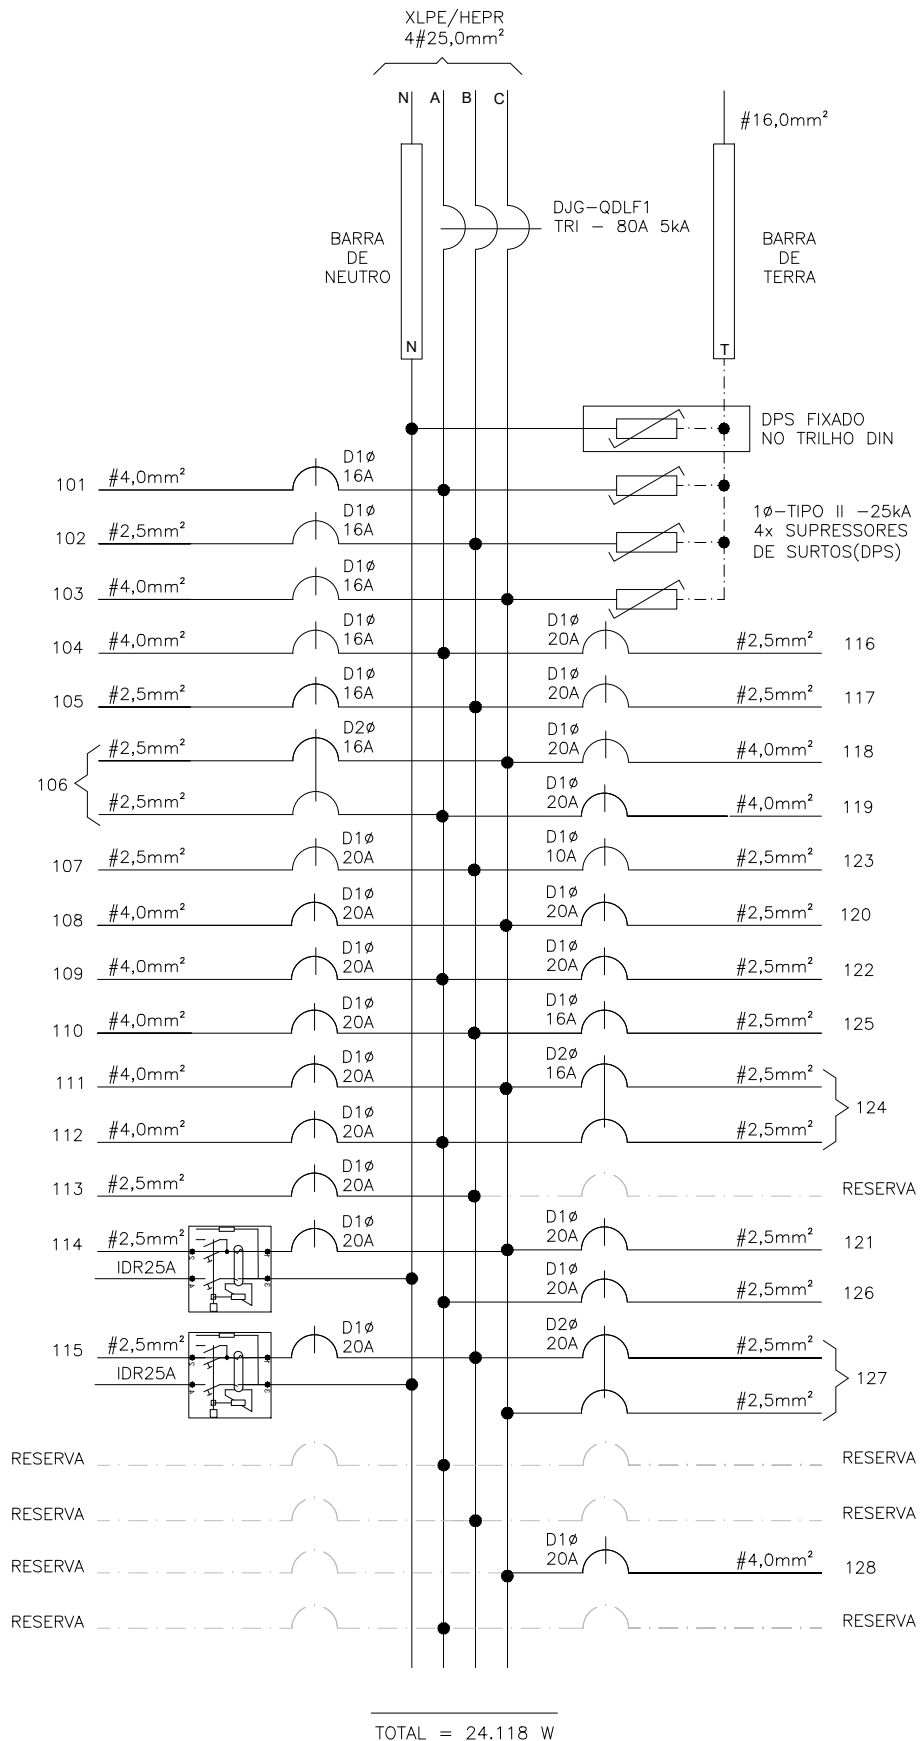 XLPE/HEPR
4#25,0mm²
N A B C
#16,0mm²
DJG-QDLF1
TRI - 80A 5kA
BARRA
DE
NEUTRO
BARRA
DE
TERRA
N
T
DPS FIXADO
NO TRILHO DIN
1ø-TIPO II -25kA
4x SUPRESSORES
DE SURTOS(DPS)
101 #4,0mm² D1ø
16A
102 #2,5mm² D1ø
16A
103 #4,0mm² D1ø
16A
104 #4,0mm² D1ø
16A
D1ø
20A
#2,5mm² 116
105 #2,5mm² D1ø
16A
D1ø
20A
#2,5mm² 117
106
#2,5mm² D2ø
16A
#2,5mm²
D1ø
20A
#4,0mm² 118
D1ø
20A
#4,0mm² 119
107 #2,5mm² D1ø
20A
D1ø
10A
#2,5mm² 123
108 #4,0mm² D1ø
20A
D1ø
20A
#2,5mm² 120
109 #4,0mm² D1ø
20A
D1ø
20A
#2,5mm² 122
110 #4,0mm² D1ø
20A
D1ø
16A
#2,5mm² 125
111 #4,0mm² D1ø
20A
D2ø
16A
#2,5mm²
124
112 #4,0mm² D1ø
20A
#2,5mm²
113 #2,5mm² D1ø
20A
RESERVA
114 #2,5mm² D1ø
20A
IDR25A
D1ø
20A
#2,5mm² 121
D1ø
20A
#2,5mm² 126
115 #2,5mm² D1ø
20A
IDR25A
D2ø
20A
#2,5mm²
127
#2,5mm²
RESERVA RESERVA
RESERVA RESERVA
RESERVA
D1ø
20A
#4,0mm² 128
RESERVA RESERVA
TOTAL = 24.118 W